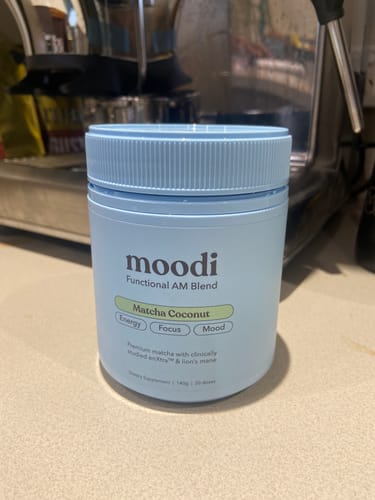 moodi
Functional AM Blend
Matcha Coconut
Energy Focus Mood
Premium matcha with clinically
studied enXtra™ & lion's mane
Dietary Supplement | 140g | 20 doses